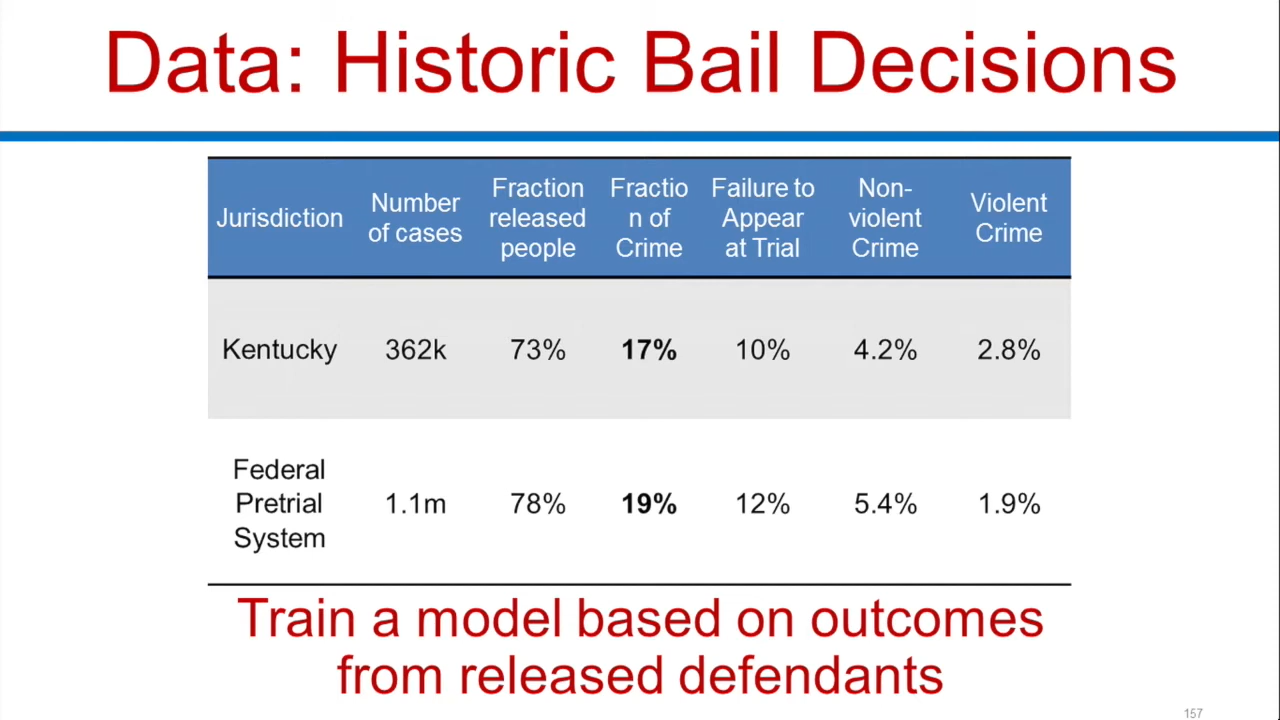 Data: Historic Bail Decisions
Jurisdiction
Number
of cases
Fraction
released
people
Fractio
n of
Crime
Failure to
Appear
at Trial
Non-
violent
Crime
Violent
Crime
Kentucky 362k 73% 17% 10% 4.2% 2.8%
Federal
Pretrial
System
1.1m 78% 19% 12% 5.4% 1.9%
Train a model based on outcomes
from released defendants
157